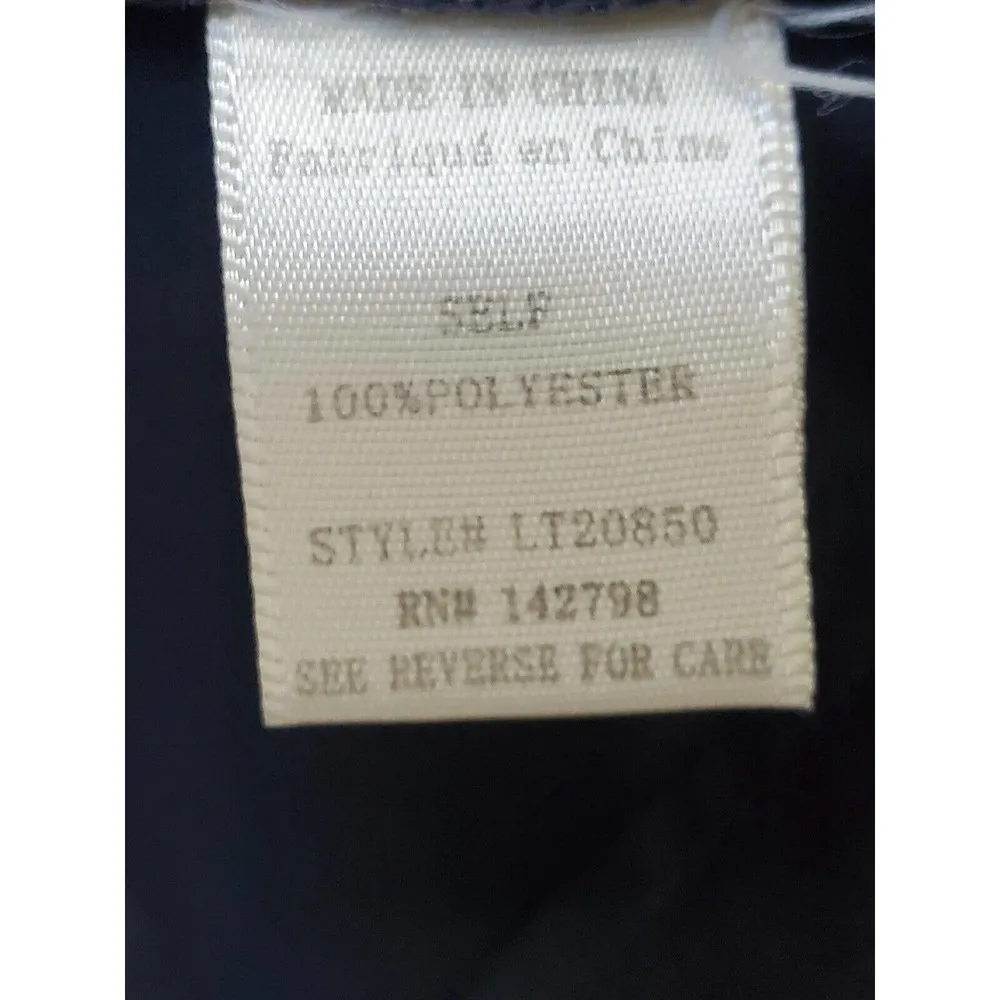 MADE IN CHINA
Fabriqué en Chine
SELF
100%POLYESTER
STYLE# LT20850
RN# 142798
SEE REVERSE FOR CARE